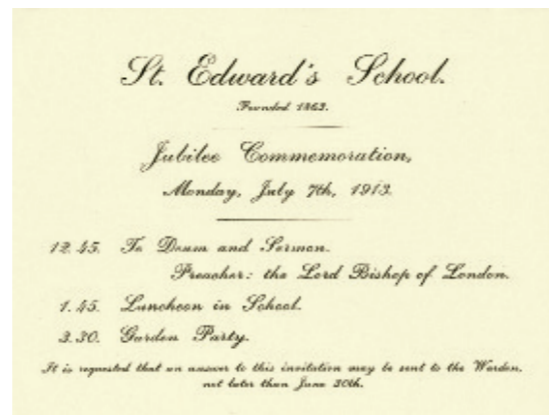 St. Edward's School.
Founded 1863.
Jubilee Commemoration,
Monday, July 7th, 1913.
12.45. Te Deum and Sermon.
Preacher: the Lord Bishop of London.
1.45. Luncheon in School.
3.30. Garden Party.
It is requested that an answer to this invitation may be sent to the Warden,
not later than June 30th.